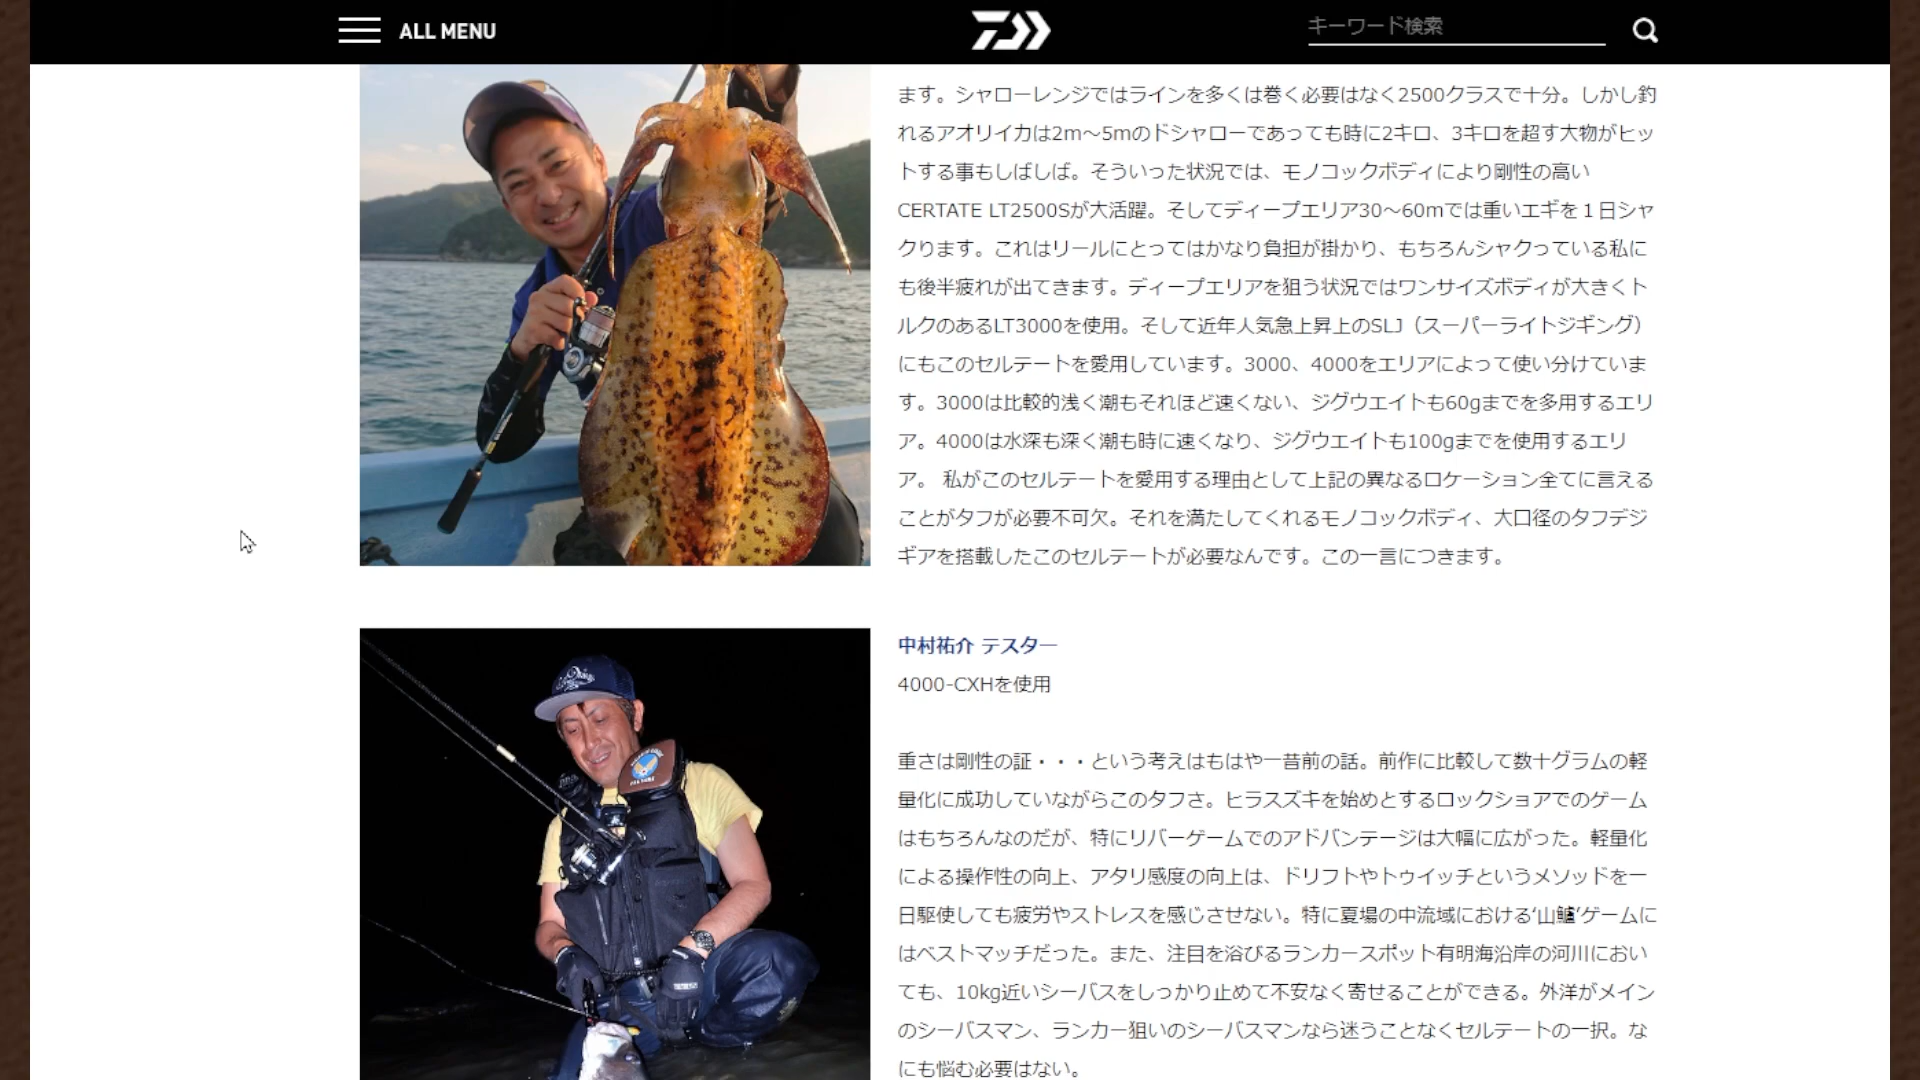 ALL MENU
キーワード検索
ます。シャローレンジではラインを多くは巻く必要はなく2500クラスで十分。しかし釣
れるアオリイカは2m～5mのドシャローであっても時に2キロ、3キロを超す大物がヒッ
トする事もしばしば。そういった状況では、モノコックボディにより剛性の高い
CERTATE LT2500Sが大活躍。そしてディープエリア30～60mでは重いエギを１日シャ
クります。これはリールにとってはかなり負担が掛かり、もちろんシャクっている私に
も後半疲れが出てきます。ディープエリアを狙う状況ではワンサイズボディが大きくト
ルクのあるLT3000を使用。そして近年人気急上昇上のSLJ（スーパーライトジギング）
にもこのセルテートを愛用しています。3000、4000をエリアによって使い分けていま
す。3000は比較的浅く潮もそれほど速くない、ジグウエイトも60gまでを多用するエリ
ア。4000は水深も深く潮も時に速くなり、ジグウエイトも100gまでを使用するエリ
ア。 私がこのセルテートを愛用する理由として上記の異なるロケーション全てに言える
ことがタフが必要不可欠。それを満たしてくれるモノコックボディ、大口径のタフデジ
ギアを搭載したこのセルテートが必要なんです。この一言につきます。
中村祐介 テスター
4000-CXHを使用
重さは剛性の証・・・という考えはもはや一昔前の話。前作に比較して数十グラムの軽
量化に成功していながらこのタフさ。ヒラスズキを始めとするロックショアでのゲーム
はもちろんなのだが、特にリバーゲームでのアドバンテージは大幅に広がった。軽量化
による操作性の向上、アタリ感度の向上は、ドリフトやトゥイッチというメソッドを一
日駆使しても疲労やストレスを感じさせない。特に夏場の中流域における‘山鱸’ゲームに
はベストマッチだった。また、注目を浴びるランカースポット有明海沿岸の河川におい
ても、10kg近いシーバスをしっかり止めて不安なく寄せることができる。外洋がメイン
のシーバスマン、ランカー狙いのシーバスマンなら迷うことなくセルテートの一択。な
にも悩む必要はない。